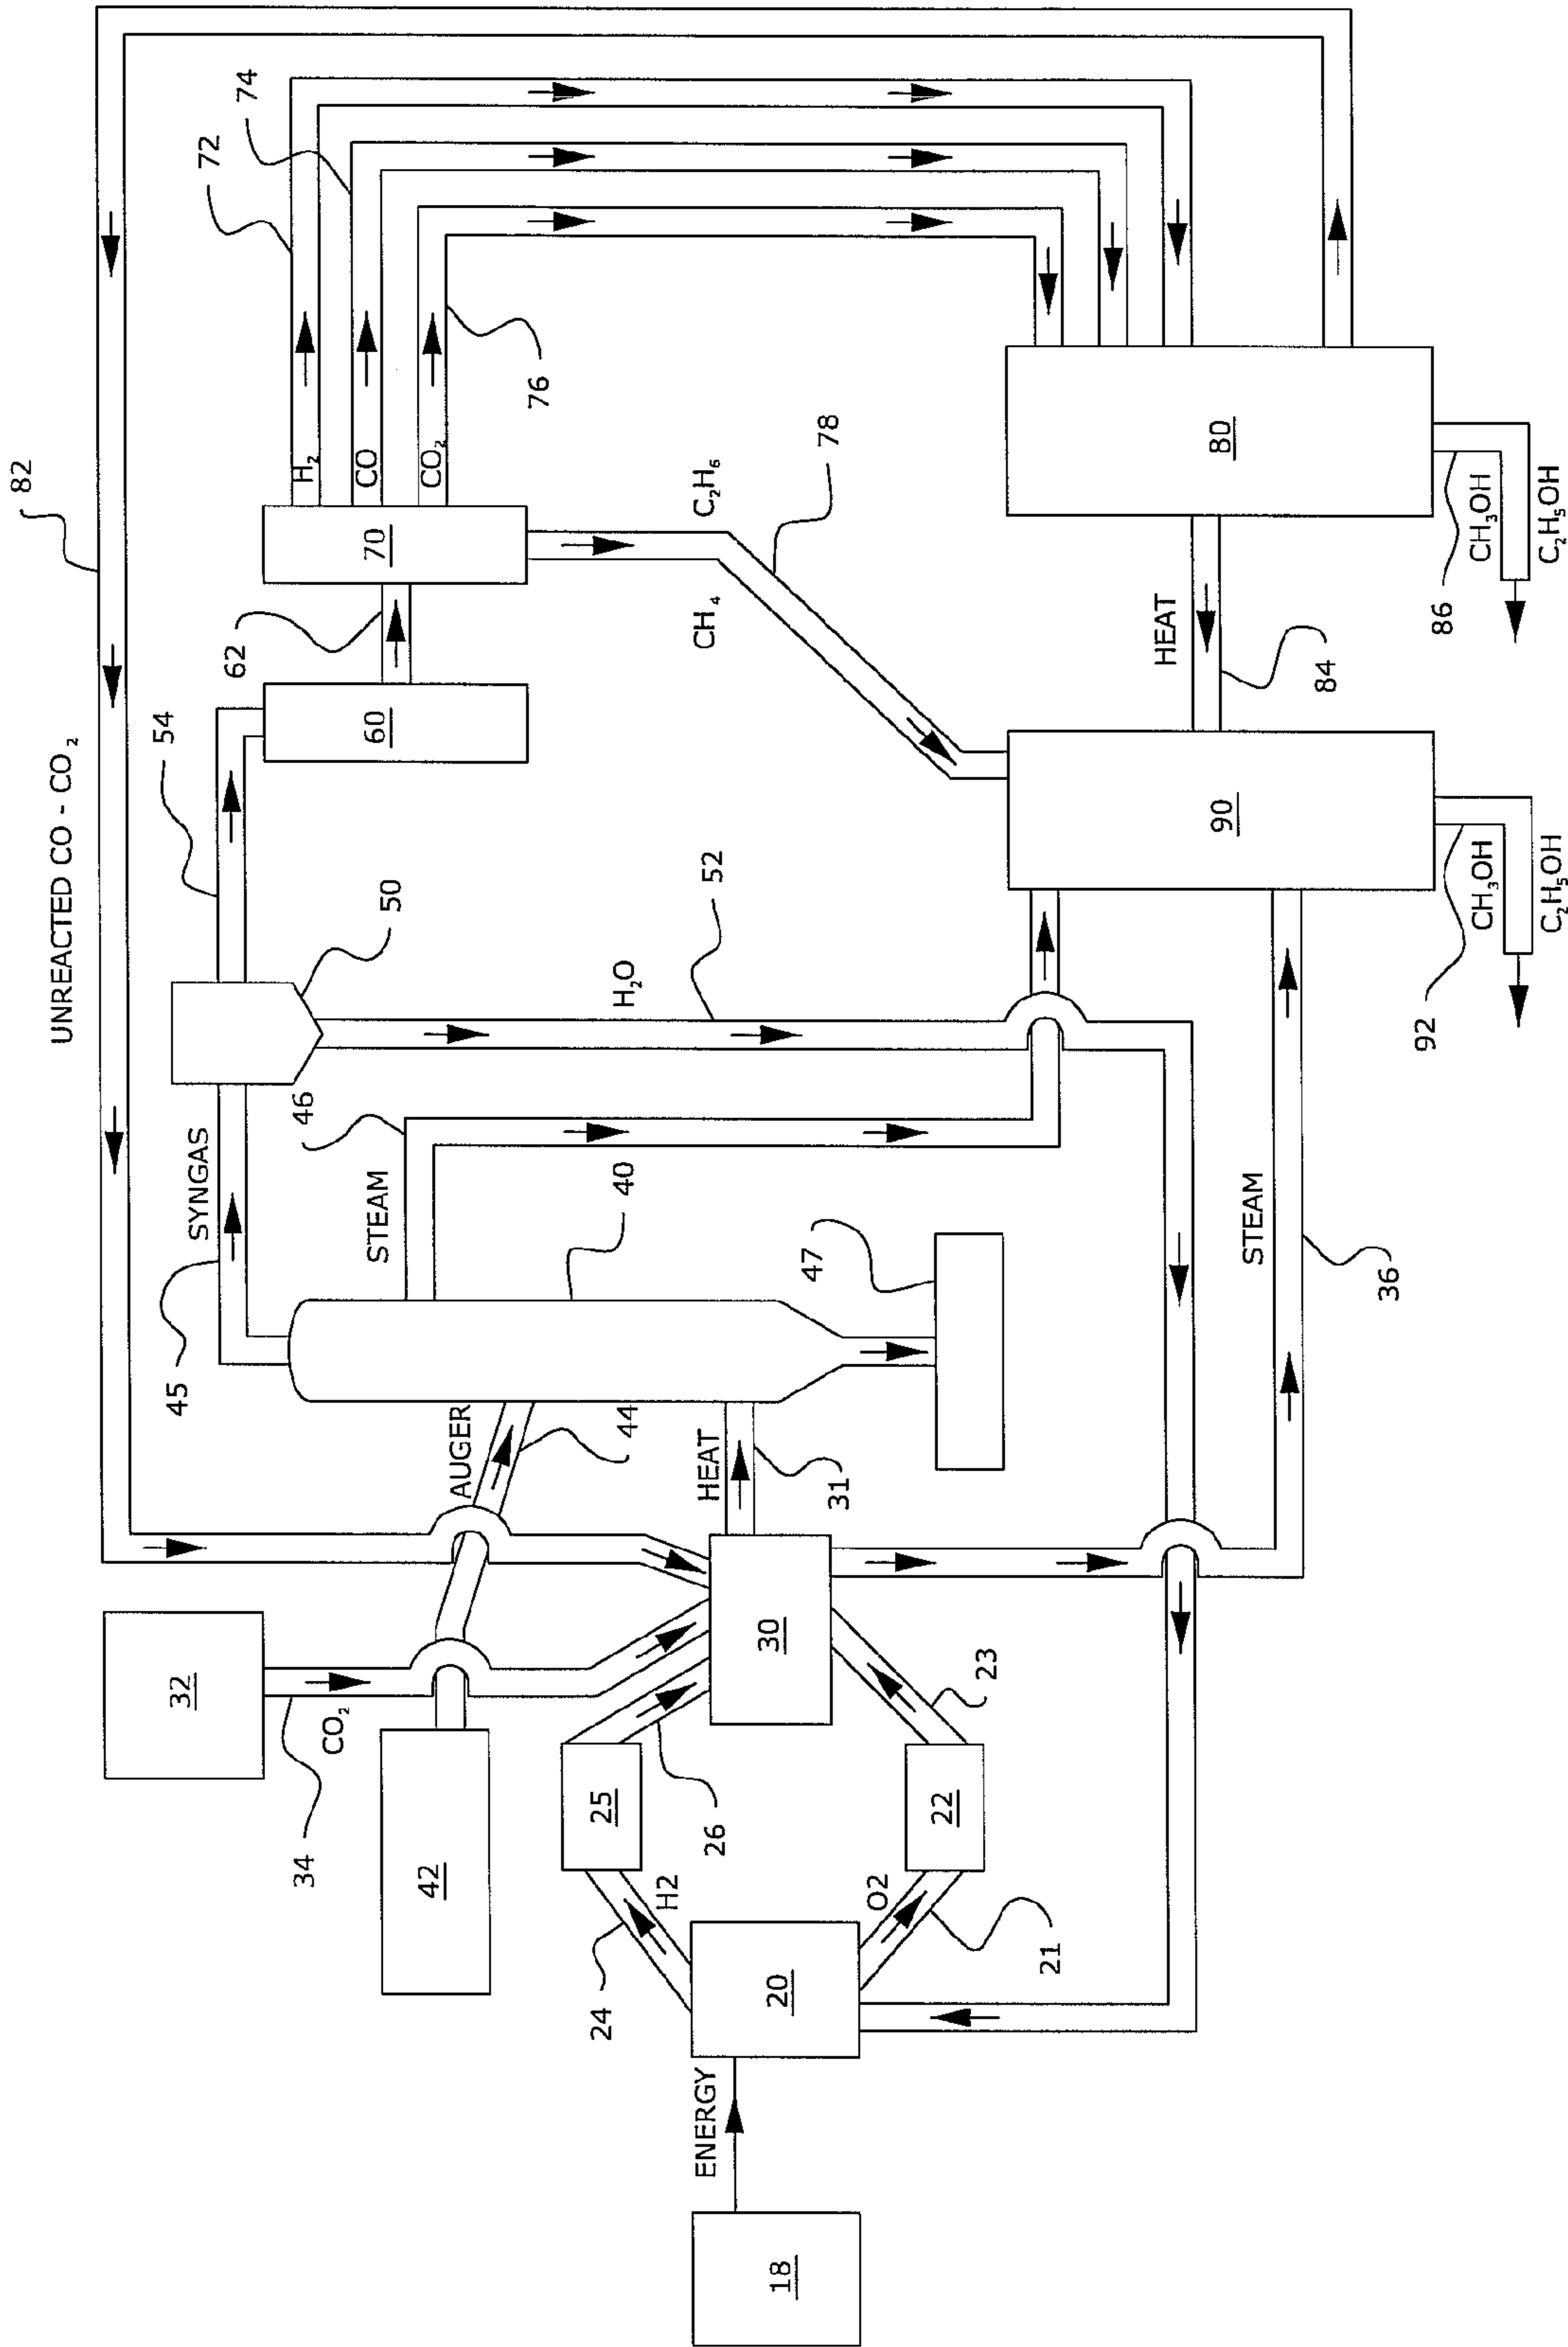 82
UNREACTED CO - CO₂
54
45
32
SYNGAS
72
62
74
34
46
H₂
CO₂
CO
STEAM
60
70
50
42
CO₂
AUGER
76
24
25
40
H₂O
44
H2
CH₄
C₂H₆
ENERGY
HEAT
52
26
30
20
18
47
78
31
O2
22
23
21
HEAT
90
80
STEAM
84
36
92
86
CH₃OH
CH₃OH
C₂H₅OH
C₂H₅OH